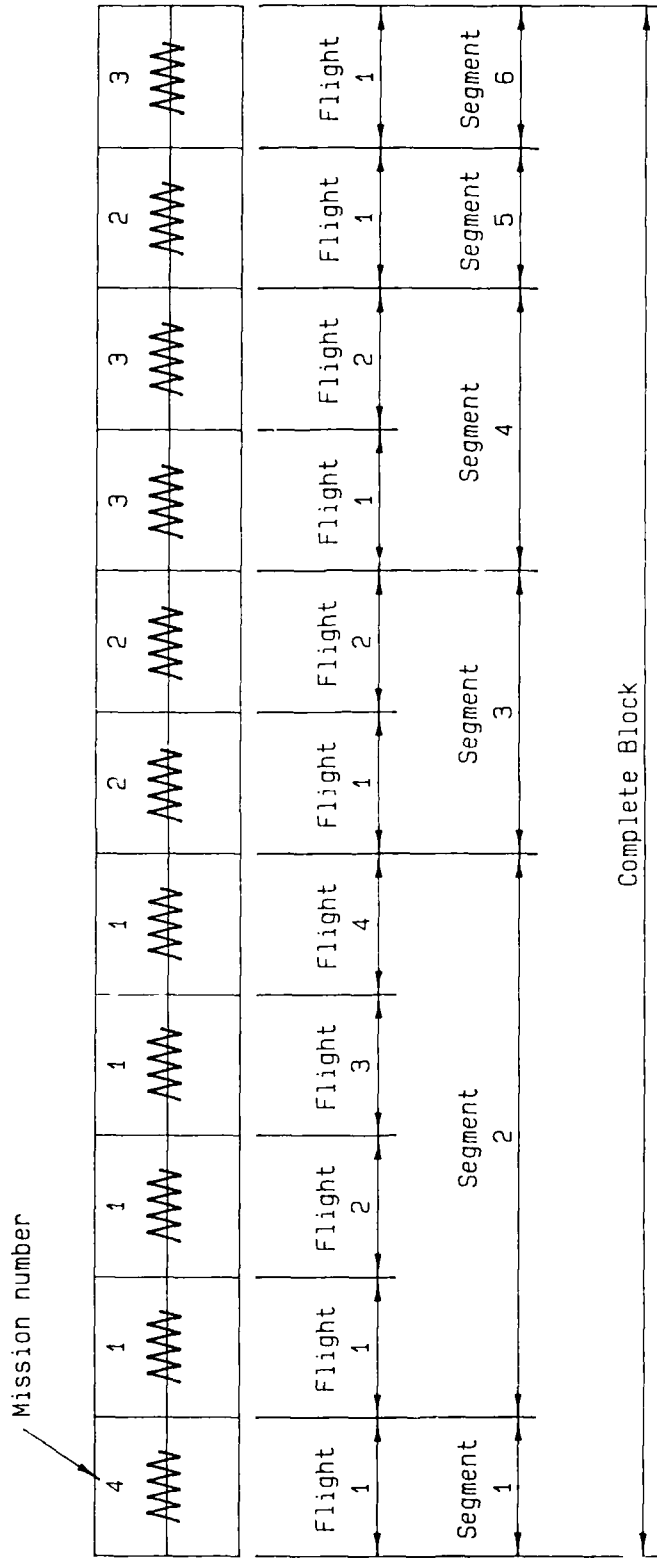 Mission number
4 1 1 1 1 2 2 3 3 2 3
Flight Flight Flight Flight Flight Flight Flight Flight Flight Flight Flight
1 1 2 3 4 1 2 1 2 1 1
Segment Segment Segment Segment Segment Segment
1 2 3 4 5 6
Complete Block